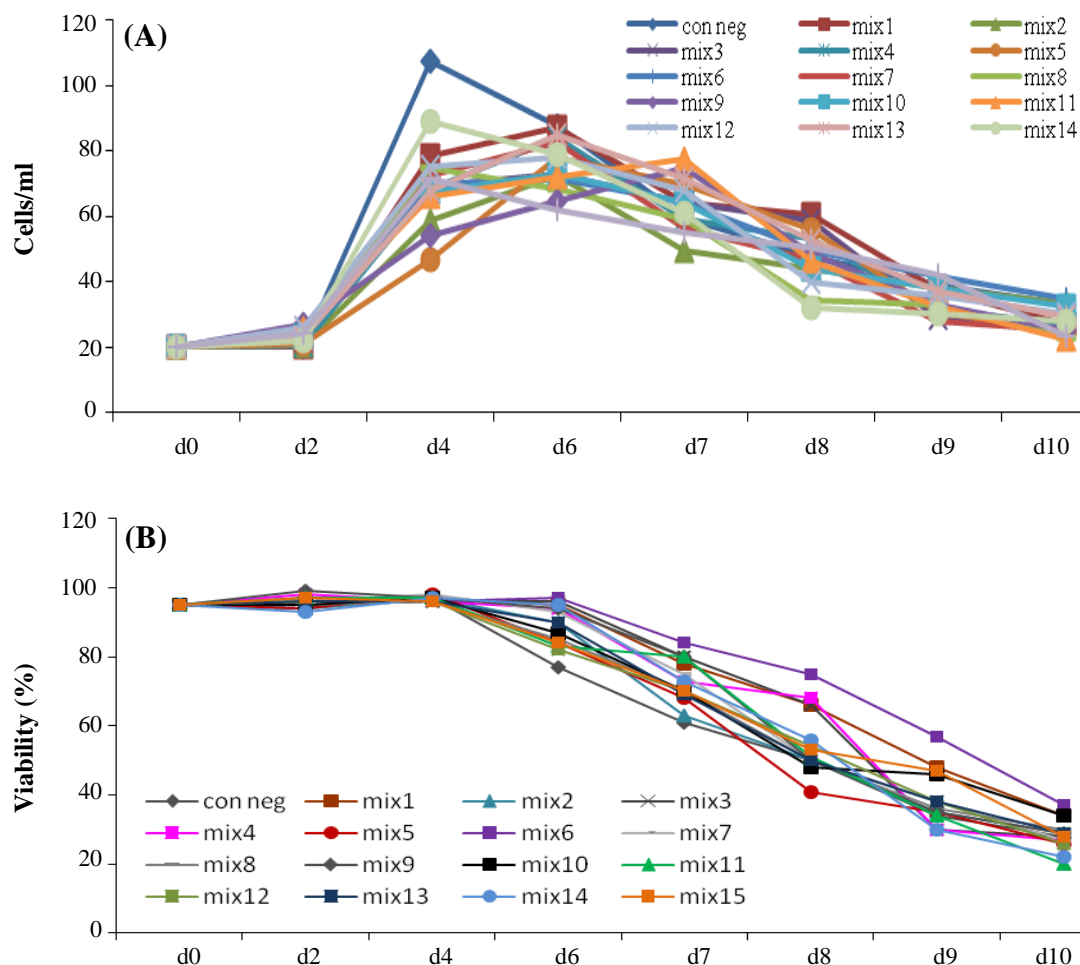 (A)
con neg mix1 mix2
mix3 mix4 mix5
mix6 mix7 mix8
mix9 mix10 mix11
mix12 mix13 mix14
Cells/ml
120
100
80
60
40
20
0
d0 d2 d4 d6 d7 d8 d9 d10
(B)
Viability (%)
120
100
80
60
40
20
0
con neg mix1 mix2 mix3
mix4 mix5 mix6 mix7
mix8 mix9 mix10 mix11
mix12 mix13 mix14 mix15
d0 d2 d4 d6 d7 d8 d9 d10